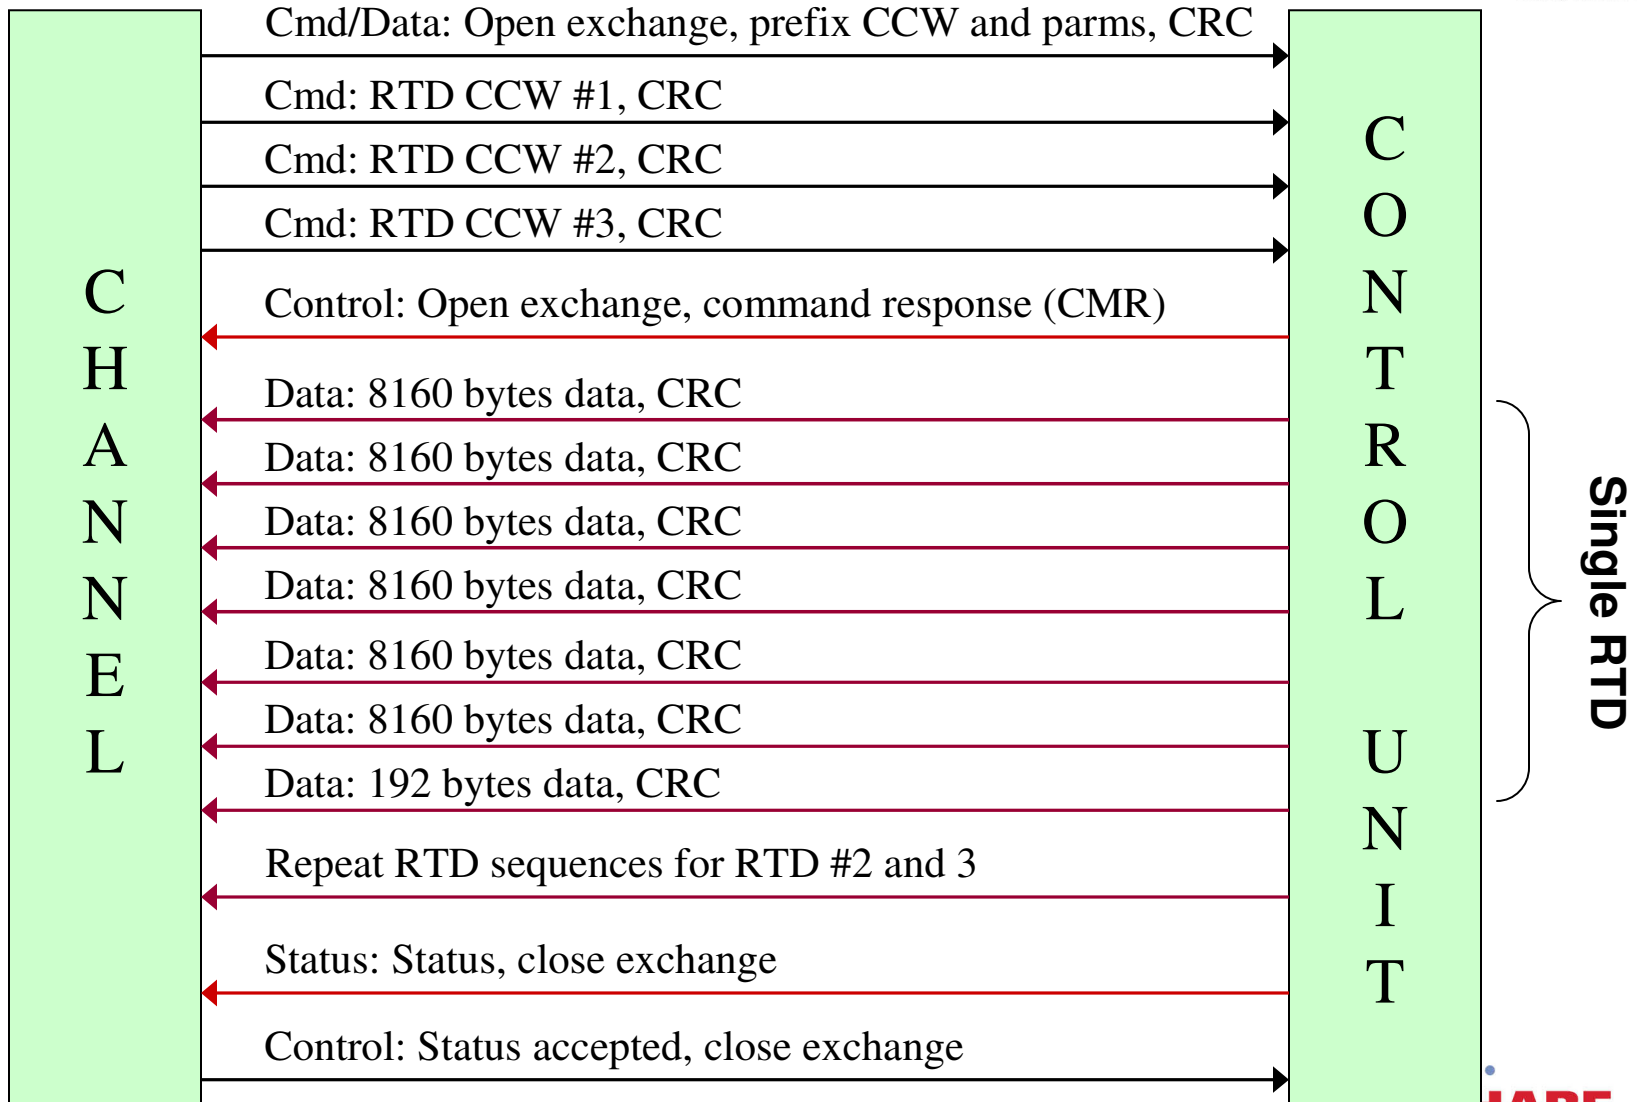 Cmd/Data: Open exchange, prefix CCW and parms, CRC
Cmd: RTD CCW #1, CRC
Cmd: RTD CCW #2, CRC
Cmd: RTD CCW #3, CRC
Control: Open exchange, command response (CMR)
Data: 8160 bytes data, CRC
Data: 8160 bytes data, CRC
Data: 8160 bytes data, CRC
Data: 8160 bytes data, CRC
Data: 8160 bytes data, CRC
Data: 8160 bytes data, CRC
Data: 192 bytes data, CRC
Repeat RTD sequences for RTD #2 and 3
Status: Status, close exchange
Control: Status accepted, close exchange
CHANNEL
CONTROL UNIT
Single RTD